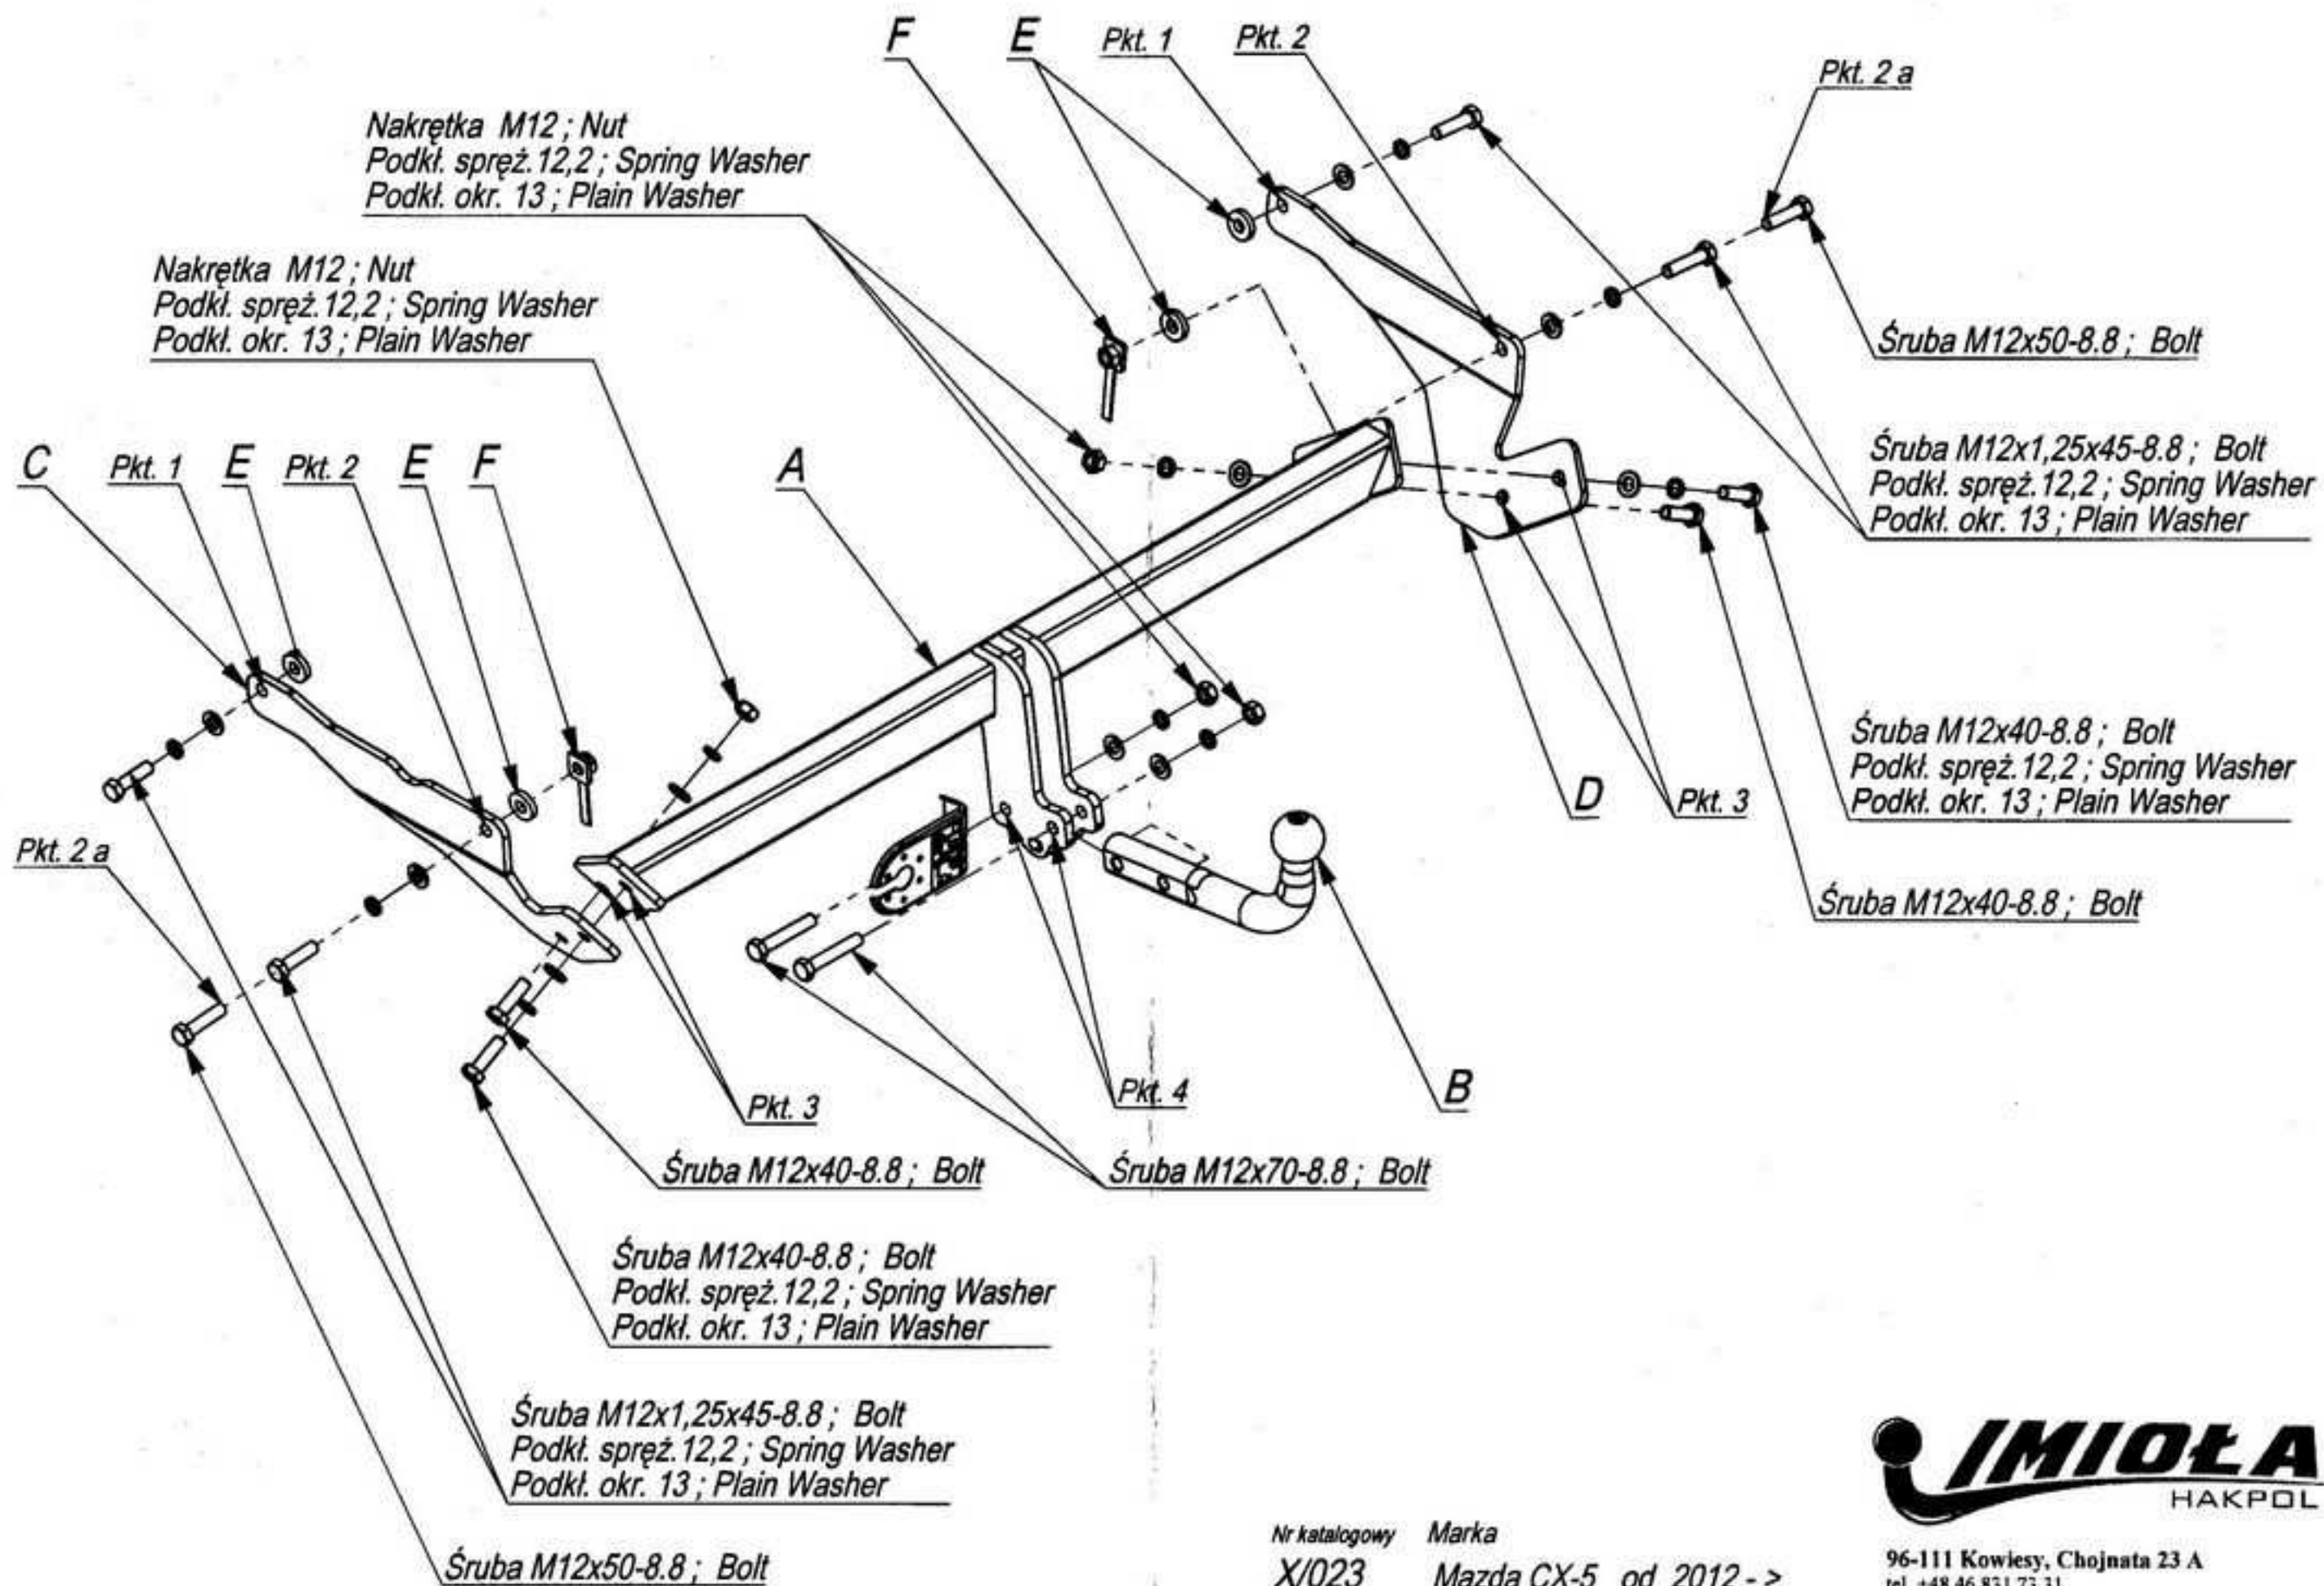 F
E
Pkt. 1
Pkt. 2
Pkt. 2 a
Nakrętka M12 ; Nut
Podkł. spręż.12,2 ; Spring Washer
Podkł. okr. 13 ; Plain Washer
Nakrętka M12 ; Nut
Podkł. spręż.12,2 ; Spring Washer
Podkł. okr. 13 ; Plain Washer
Śruba M12x50-8.8 ; Bolt
C
Pkt. 1
E
Pkt. 2
E
F
A
Śruba M12x1,25x45-8.8 ; Bolt
Podkł. spręż.12,2 ; Spring Washer
Podkł. okr. 13 ; Plain Washer
Śruba M12x40-8.8 ; Bolt
Podkł. spręż.12,2 ; Spring Washer
Podkł. okr. 13 ; Plain Washer
D
Pkt. 3
Pkt. 2 a
Śruba M12x40-8.8 ; Bolt
Pkt. 3
Pkt. 4
B
Śruba M12x40-8.8 ; Bolt
Śruba M12x70-8.8 ; Bolt
Śruba M12x40-8.8 ; Bolt
Podkł. spręż.12,2 ; Spring Washer
Podkł. okr. 13 ; Plain Washer
Śruba M12x1,25x45-8.8 ; Bolt
Podkł. spręż.12,2 ; Spring Washer
Podkł. okr. 13 ; Plain Washer
Śruba M12x50-8.8 ; Bolt
IMIOŁA
HAKPOL
Nr katalogowy Marka
X/023 Mazda CX-5 od 2012 - >
96-111 Kowiesy, Chojnata 23 A
tel. +48 46 831 73 31